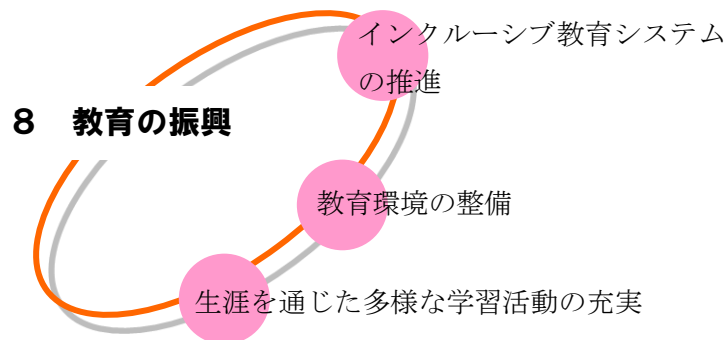 インクルーシブ教育システム
の推進
８　教育の振興
教育環境の整備
生涯を通じた多様な学習活動の充実